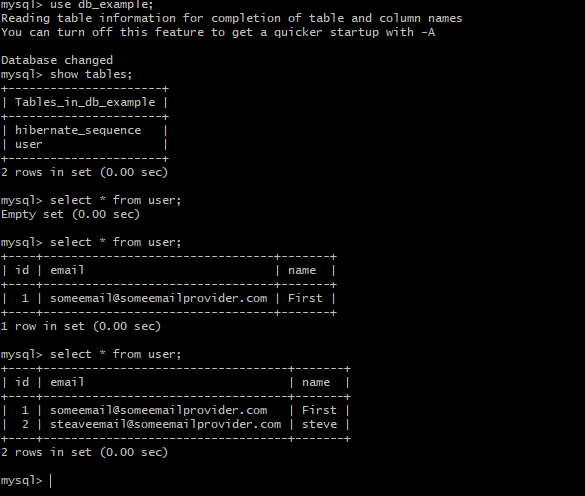 mysql> use db_example;
Reading table information for completion of table and column names
You can turn off this feature to get a quicker startup with -A

Database changed
mysql> show tables;
+----------------------+
| Tables_in_db_example |
+----------------------+
| hibernate_sequence   |
| user                 |
+----------------------+
2 rows in set (0.00 sec)

mysql> select * from user;
Empty set (0.00 sec)

mysql> select * from user;
+----+---------------------------------+-------+
| id | email                           | name  |
+----+---------------------------------+-------+
|  1 | someemail@someemailprovider.com | First |
+----+---------------------------------+-------+
1 row in set (0.00 sec)

mysql> select * from user;
+----+-----------------------------------+-------+
| id | email                             | name  |
+----+-----------------------------------+-------+
|  1 | someemail@someemailprovider.com   | First |
|  2 | steaveemail@someemailprovider.com | steve |
+----+-----------------------------------+-------+
2 rows in set (0.00 sec)

mysql>